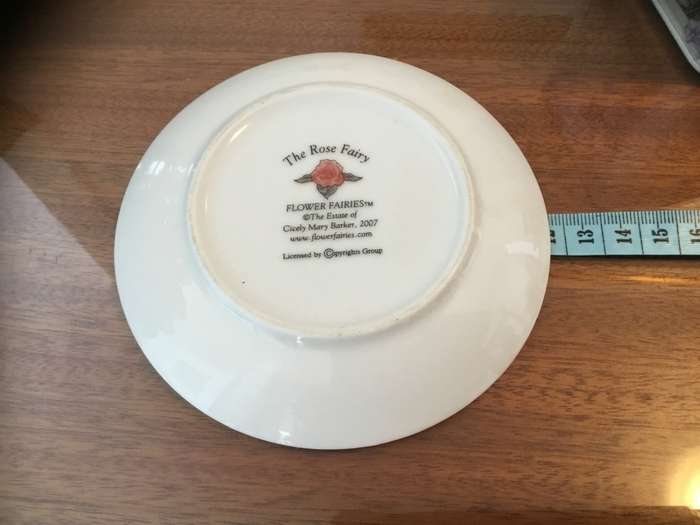 The Rose Fairy
FLOWER FAIRIES™
©The Estate of
Cicely Mary Barker, 2007
www.flowerfairies.com
Licensed by ©opyrights Group
12 13 14 15 16